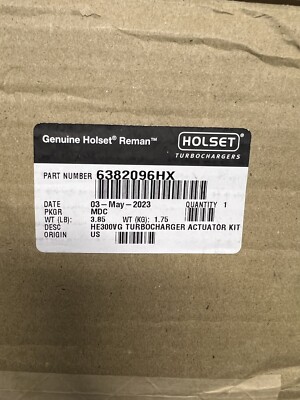 Genuine Holset® Reman™
HOLSET®
TURBOCHARGERS
PART NUMBER 6382096HX
DATE 03-May-2023 QUANTITY 1
PKGR MDC
WT (LB): 3.85 WT (KG): 1.75
DESC HE300VG TURBOCHARGER ACTUATOR KIT
ORIGIN US